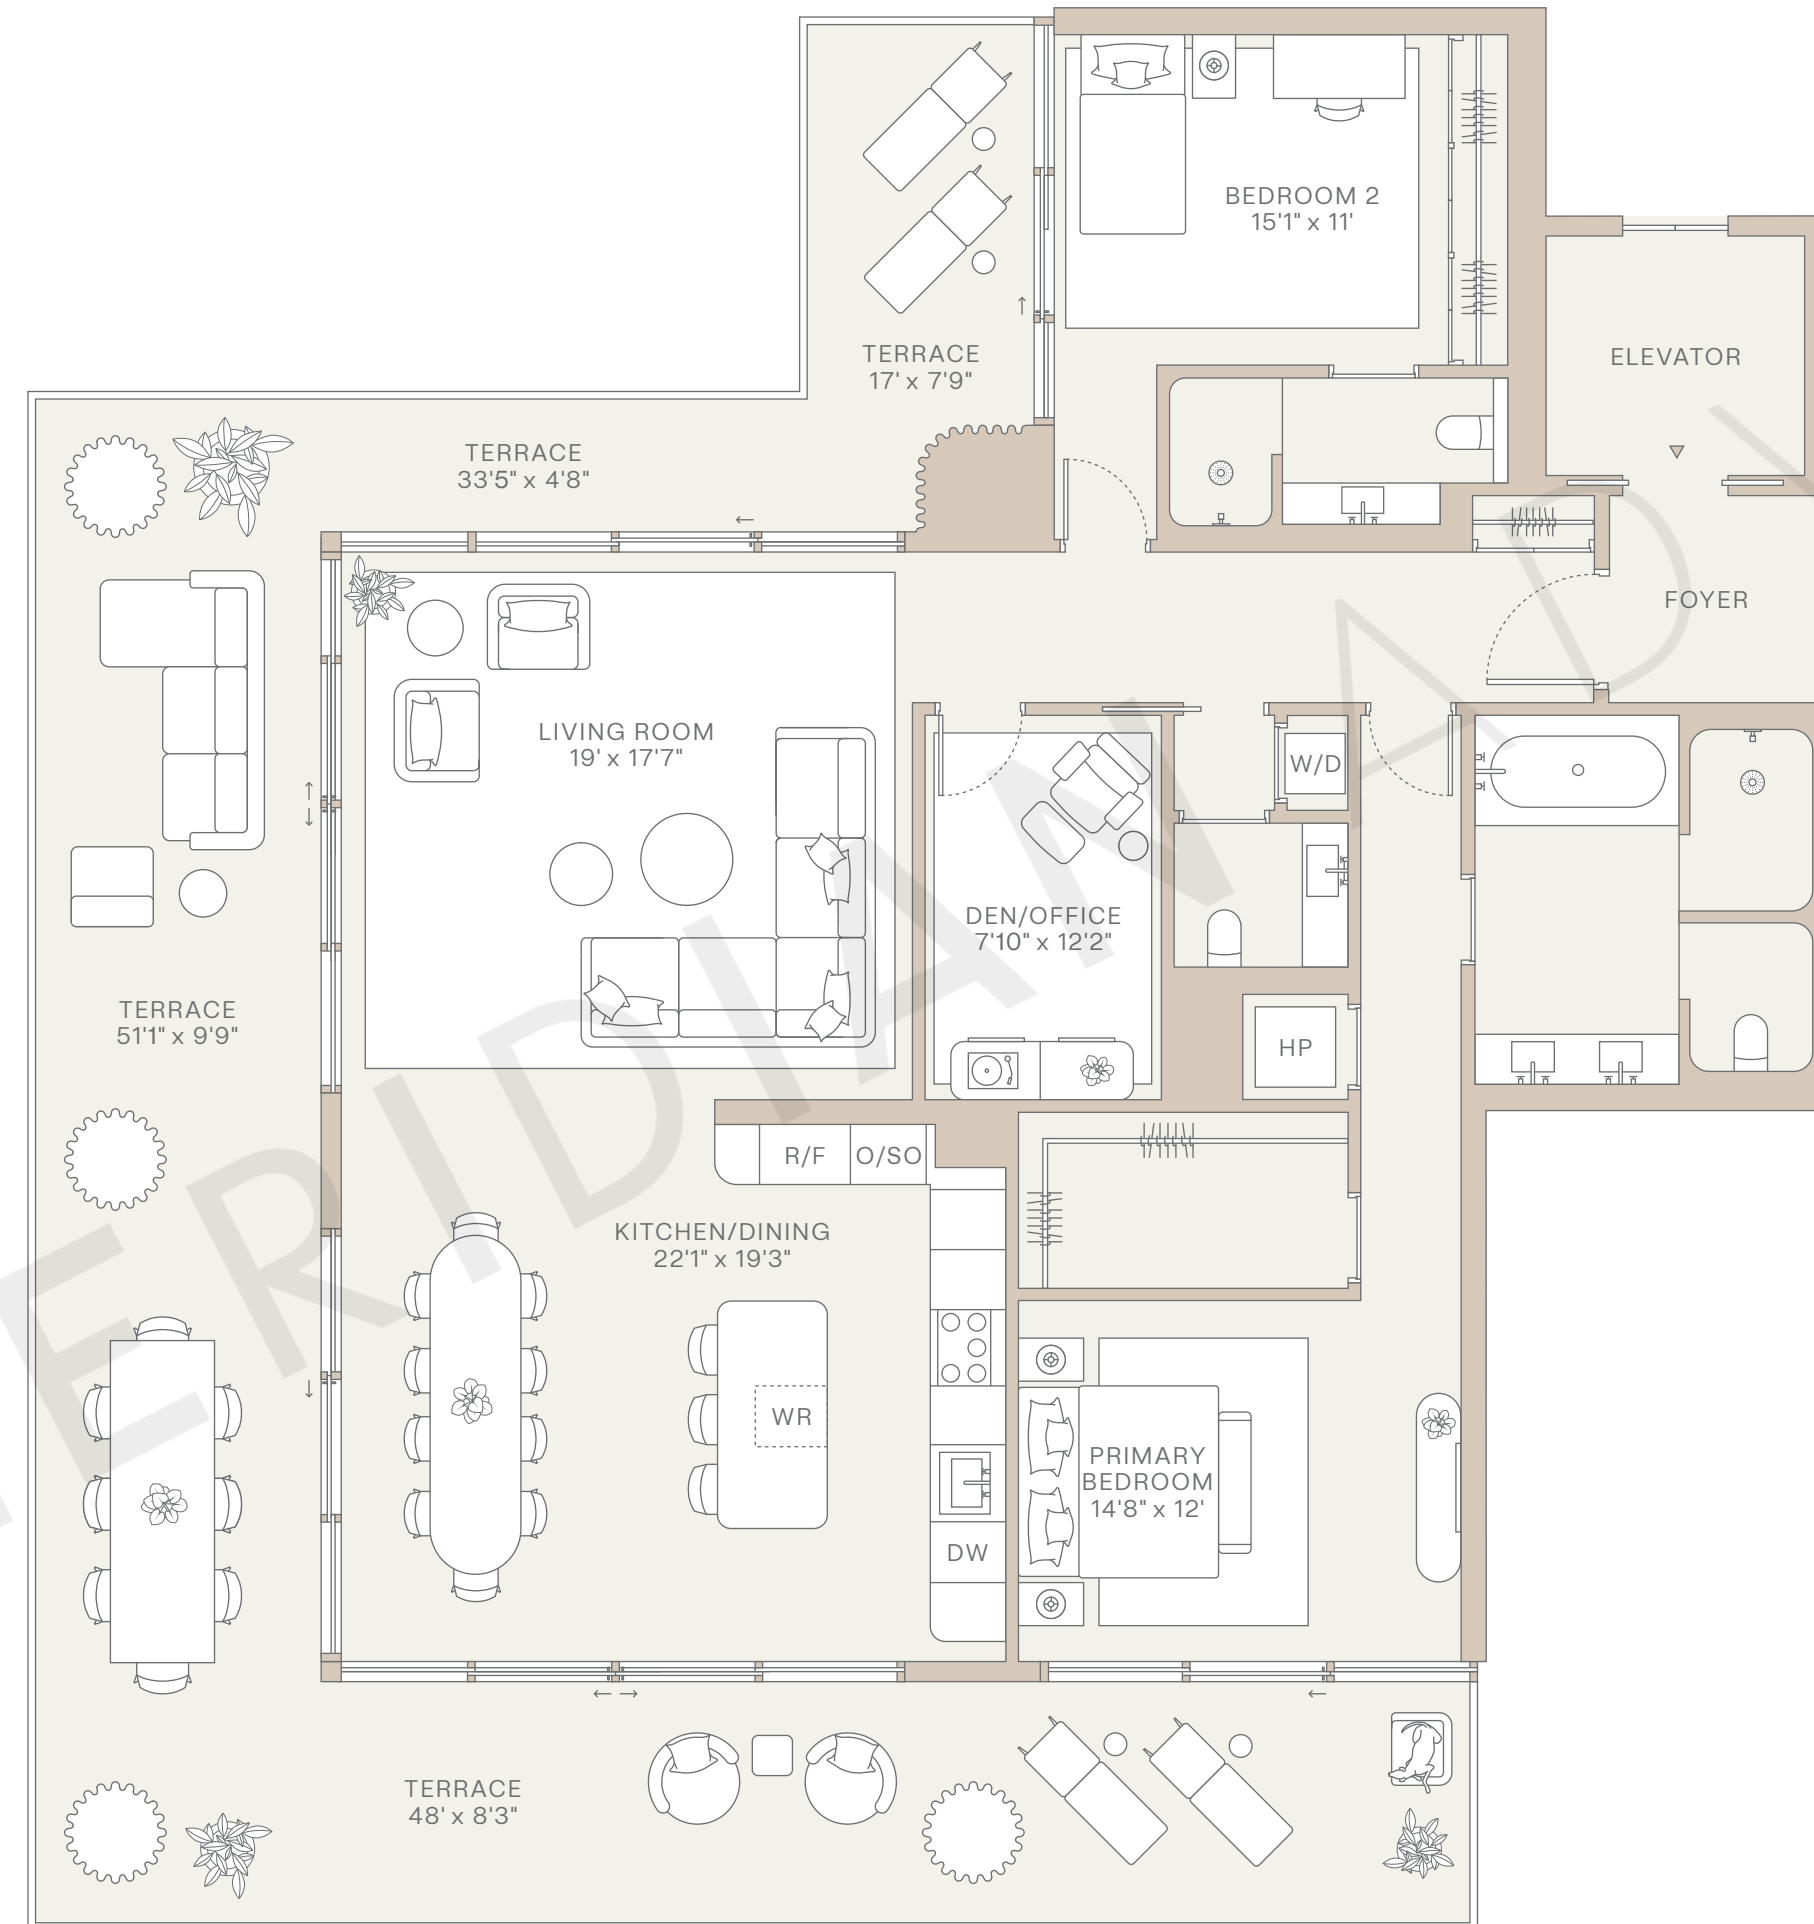 BEDROOM 2
15'1" x 11'
TERRACE
17' x 7'9"
ELEVATOR
TERRACE
33'5" x 4'8"
FOYER
LIVING ROOM
19' x 17'7"
W/D
DEN/OFFICE
7'10" x 12'2"
TERRACE
51'1" x 9'9"
HP
R/F
O/SO
KITCHEN/DINING
22'1" x 19'3"
WR
PRIMARY
BEDROOM
14'8" x 12'
DW
TERRACE
48' x 8'3"
ERIDIAN ADV